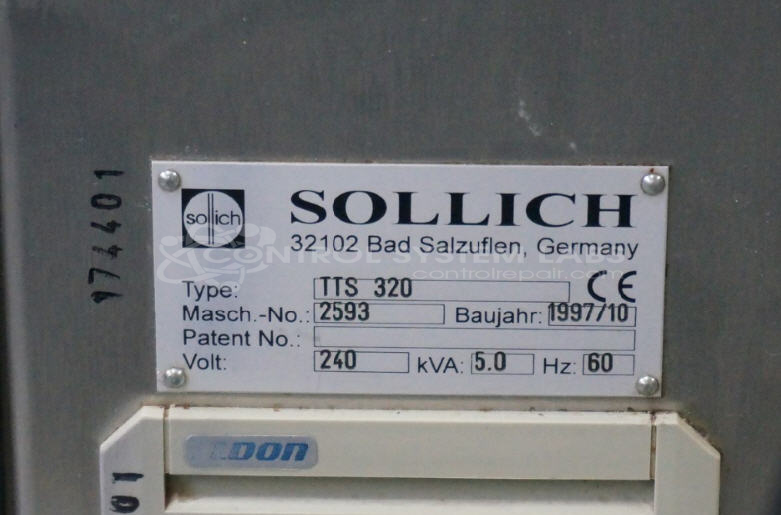 174401
sollich
SOLLICH
32102 Bad Salzuflen, Germany
CONTROL SYSTEM LABS
controlrepair.com
Type: TTS 320 CE
Masch.-No.: 2593 Baujahr: 1997/10
Patent No.:
Volt: 240 kVA: 5.0 Hz: 60
01